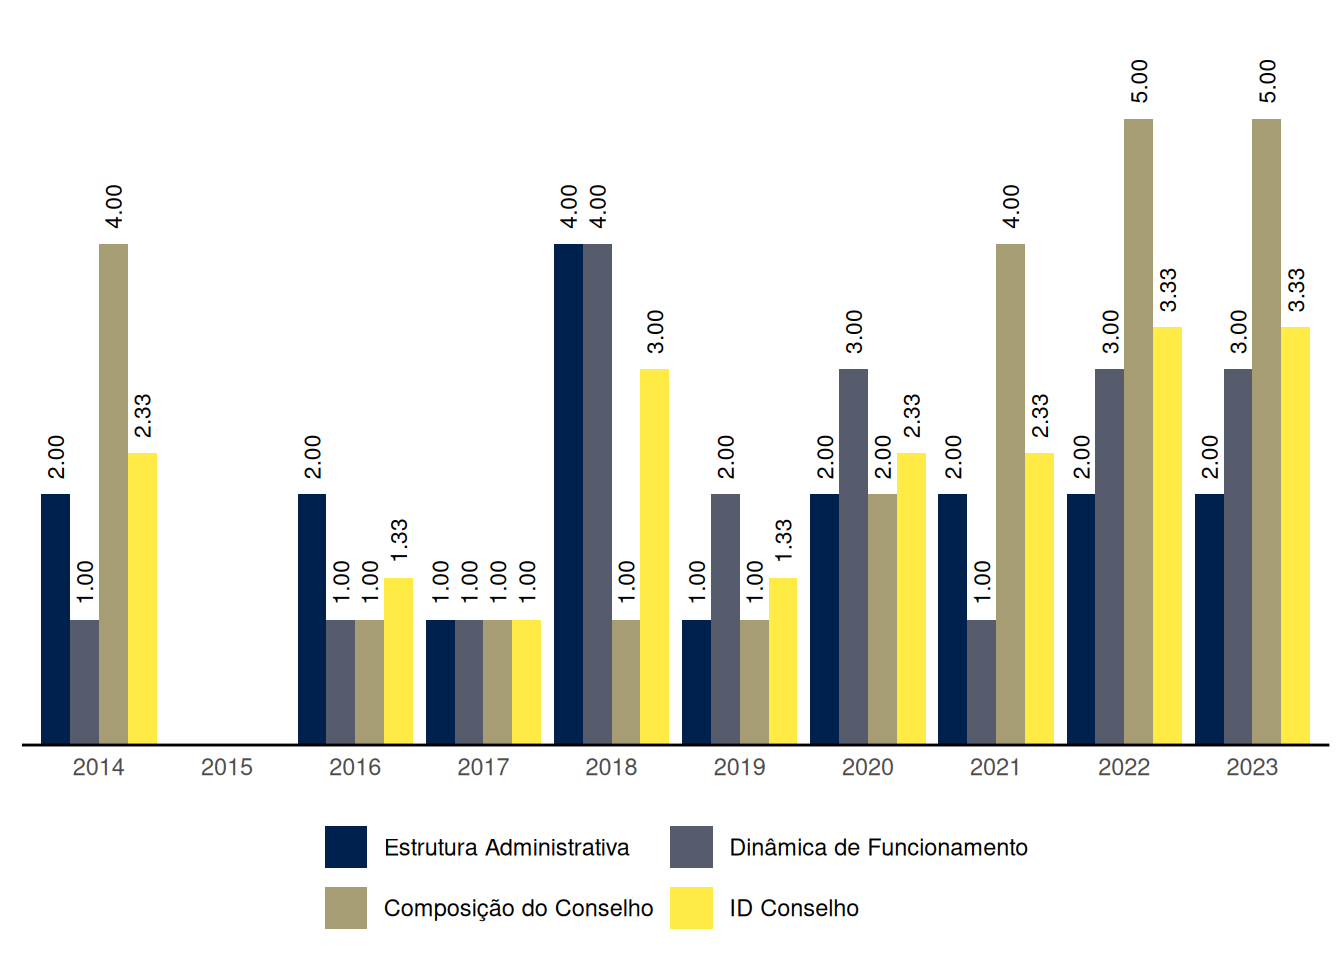 5.00 5.00
4.00 4.00 4.00 4.00
3.33 3.33
3.00 3.00 3.00 3.00
2.33 2.33 2.33
2.00 2.00 2.00 2.00 2.00 2.00 2.00 2.00
1.33 1.33
1.00 1.00 1.00 1.00 1.00 1.00 1.00 1.00 1.00 1.00 1.00
2014 2015 2016 2017 2018 2019 2020 2021 2022 2023
Estrutura Administrativa Dinâmica de Funcionamento
Composição do Conselho ID Conselho